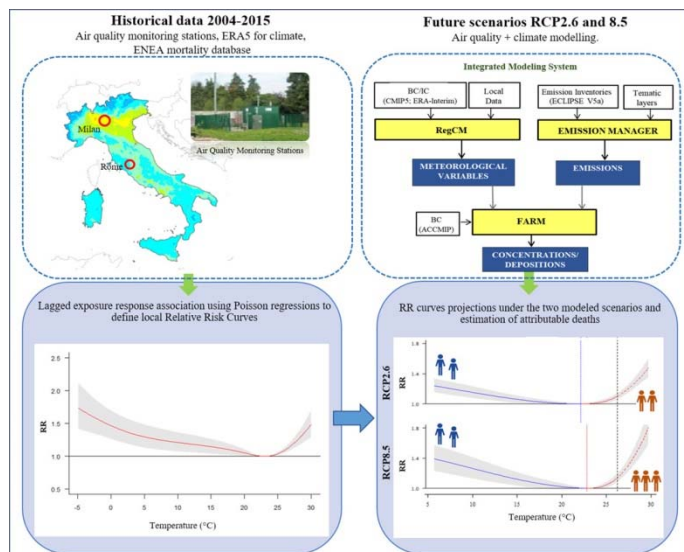 Historical data 2004-2015
Air quality monitoring stations, ERA5 for climate,
ENEA mortality database
Milan
Rome
Air Quality Monitoring Stations
Future scenarios RCP2.6 and 8.5
Air quality + climate modelling.
Integrated Modeling System
BC/IC
(CMIP5; ERA-Interim)
Local
Data
Emission Inventories
(ECLIPSE V5a)
Tematic
layers
RegCM
EMISSION MANAGER
METEOROLOGICAL
VARIABLES
EMISSIONS
BC
(ACCMIP)
FARM
CONCENTRATIONS/
DEPOSITIONS
Lagged exposure response association using Poisson regressions to
define local Relative Risk Curves
2.5
2.0
1.5
1.0
0.5
RR
-5 0 5 10 15 20 25 30
Temperature (°C)
RR curves projections under the two modeled scenarios and
estimation of attributable deaths
RCP2.6
RR
1.8
1.4
1.0
RCP8.5
RR
1.8
1.4
1.0
5 10 15 20 25 30
Temperature (°C)